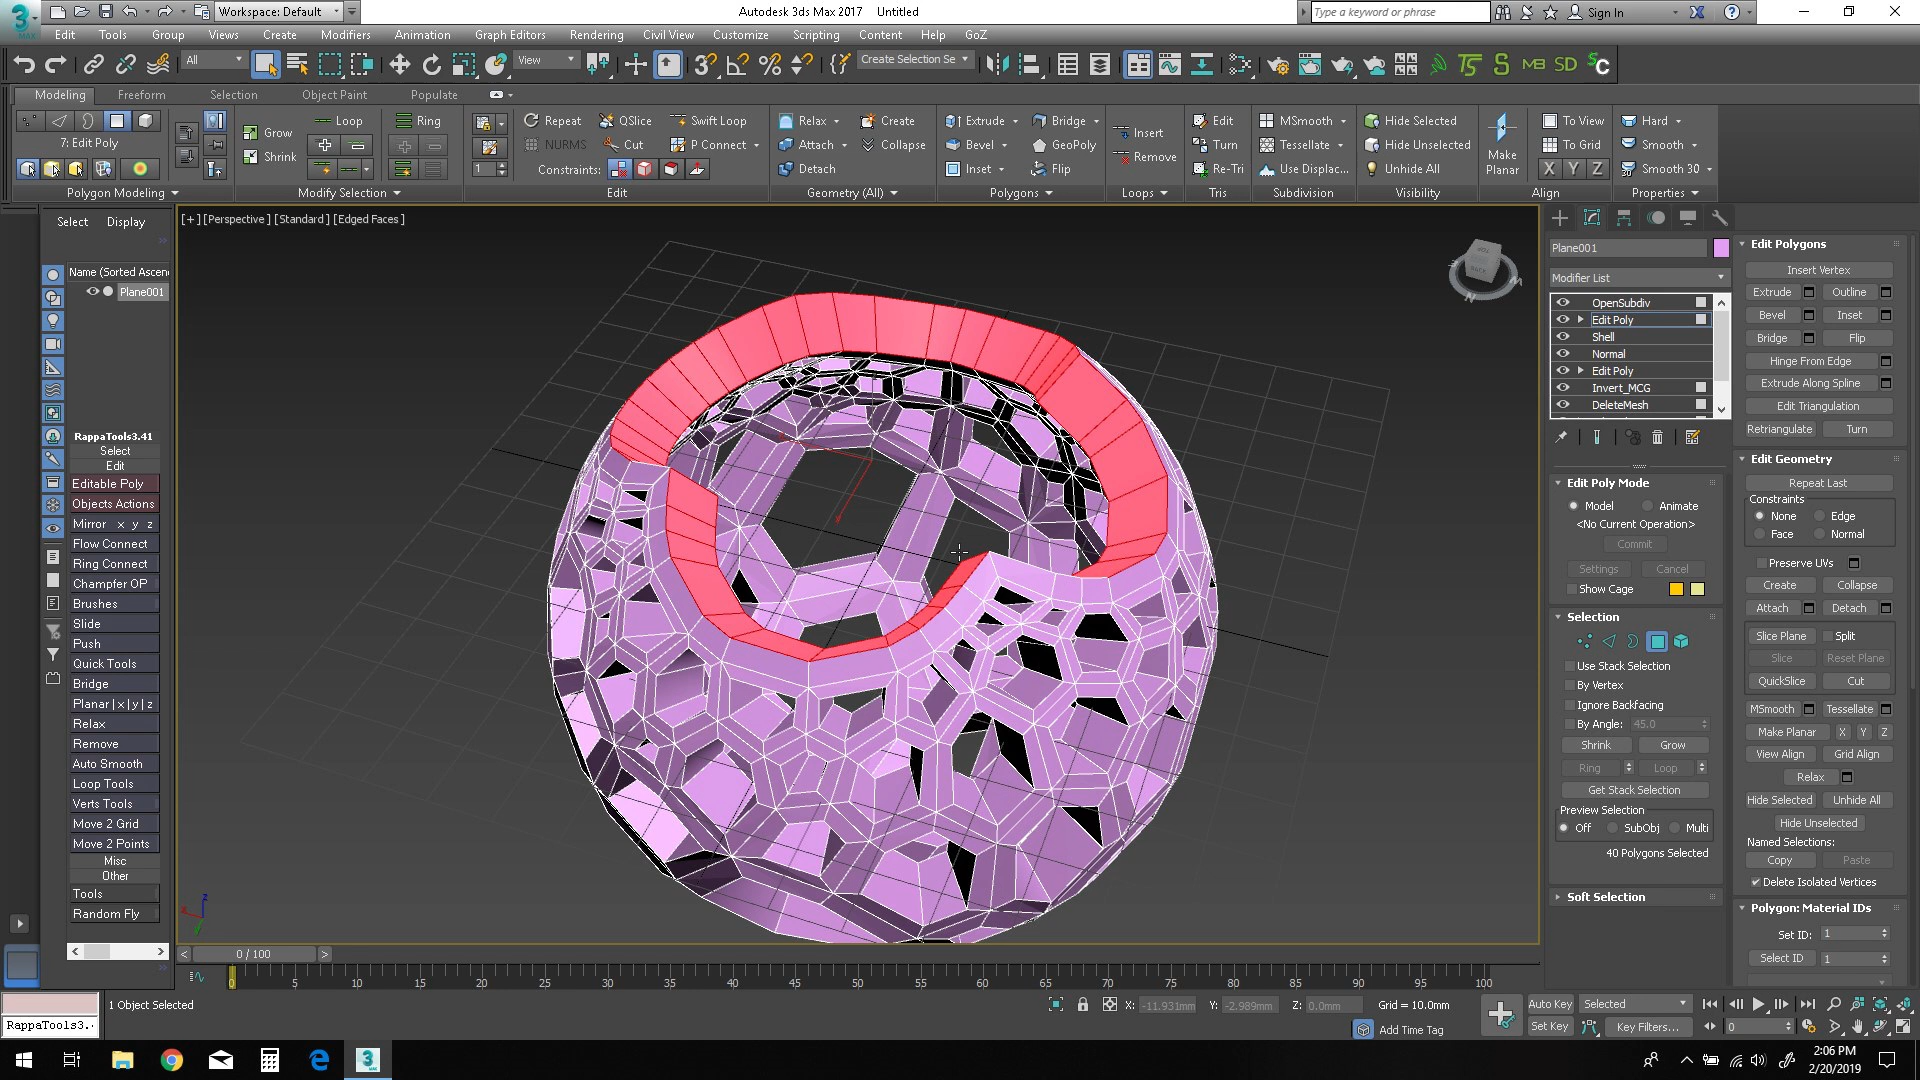 Workspace: Default
Autodesk 3ds Max 2017 Untitled
Type a keyword or phrase
Sign In
MAX
Edit Tools Group Views Create Modifiers Animation Graph Editors Rendering Civil View Customize Scripting Content Help GoZ
All
View
Create Selection Se
MB SD
Modeling Freeform Selection Object Paint Populate
7: Edit Poly
Polygon Modeling
Grow Loop Ring
Shrink
Modify Selection
Repeat QSlice Swift Loop
NURMS Cut P Connect
1 Constraints:
Edit
Relax Create
Attach Collapse
Detach
Geometry (All)
Extrude Bridge
Bevel GeoPoly
Inset Flip
Polygons
Insert
Remove
Loops
Edit
Turn
Re-Tri
Tris
MSmooth
Tessellate
Use Displac...
Subdivision
Hide Selected
Hide Unselected
Unhide All
Visibility
Make
Planar
To View
To Grid
X Y Z
Align
Hard
Smooth
Smooth 30
Properties
Select Display
Name (Sorted Ascen
Plane001
RappaTools3.41
Select
Edit
Editable Poly
Objects Actions
Mirror x y z
Flow Connect
Ring Connect
Champfer OP
Brushes
Slide
Push
Quick Tools
Bridge
Planar | x | y | z
Relax
Remove
Auto Smooth
Loop Tools
Verts Tools
Move 2 Grid
Move 2 Points
Misc
Other
Tools
Random Fly
[ + ] [Perspective ] [Standard ] [Edged Faces ]
Plane001
Modifier List
OpenSubdiv
Edit Poly
Shell
Normal
Edit Poly
Invert_MCG
DeleteMesh
Edit Poly Mode
Model Animate
<No Current Operation>
Commit
Settings Cancel
Show Cage
Selection
Use Stack Selection
By Vertex
Ignore Backfacing
By Angle: 45.0
Shrink Grow
Ring Loop
Get Stack Selection
Preview Selection
Off SubObj Multi
40 Polygons Selected
Soft Selection
Edit Polygons
Insert Vertex
Extrude Outline
Bevel Inset
Bridge Flip
Hinge From Edge
Extrude Along Spline
Edit Triangulation
Retriangulate Turn
Edit Geometry
Repeat Last
Constraints
None Edge
Face Normal
Preserve UVs
Create Collapse
Attach Detach
Slice Plane Split
Slice Reset Plane
QuickSlice Cut
MSmooth Tessellate
Make Planar X Y Z
View Align Grid Align
Relax
Hide Selected Unhide All
Hide Unselected
Named Selections:
Copy Paste
Delete Isolated Vertices
Polygon: Material IDs
Set ID: 1
Select ID 1
0 / 100
0 5 10 15 20 25 30 35 40 45 50 55 60 65 70 75 80 85 90 95 100
1 Object Selected
RappaTools3.
X: -11.931mm Y: -2.989mm Z: 0.0mm Grid = 10.0mm
Add Time Tag
Auto Key Selected
Set Key Key Filters...
0
2:06 PM
2/20/2019